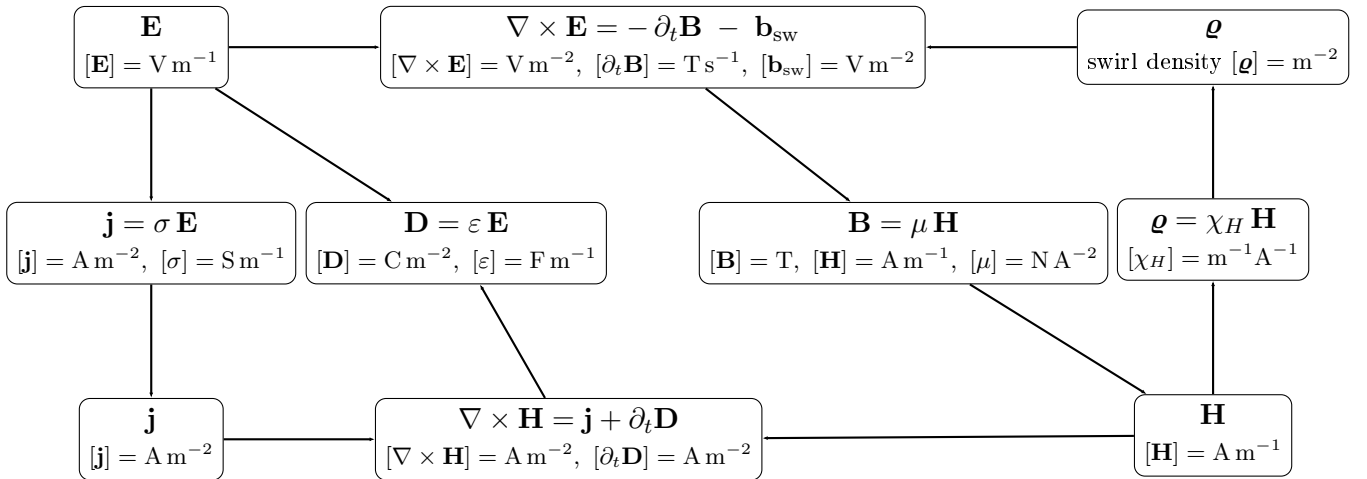 E
[E] = V m⁻¹
∇ × E = − ∂ₜB − b_sw
[∇ × E] = V m⁻², [∂ₜB] = T s⁻¹, [b_sw] = V m⁻²
ϱ
swirl density [ϱ] = m⁻²
j = σ E
[j] = A m⁻², [σ] = S m⁻¹
D = ε E
[D] = C m⁻², [ε] = F m⁻¹
B = μ H
[B] = T, [H] = A m⁻¹, [μ] = N A⁻²
ϱ = χ_H H
[χ_H] = m⁻¹A⁻¹
j
[j] = A m⁻²
∇ × H = j + ∂ₜD
[∇ × H] = A m⁻², [∂ₜD] = A m⁻²
H
[H] = A m⁻¹